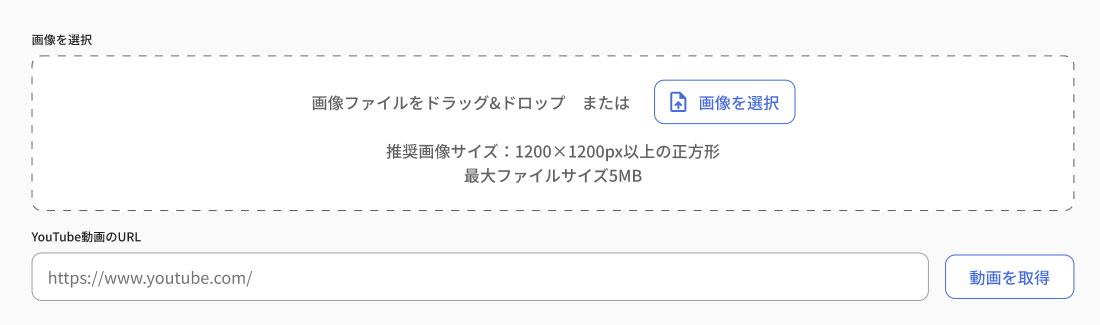 画像を選択
画像ファイルをドラッグ&ドロップ または 画像を選択
推奨画像サイズ：1200×1200px以上の正方形
最大ファイルサイズ5MB
YouTube動画のURL
https://www.youtube.com/ 動画を取得